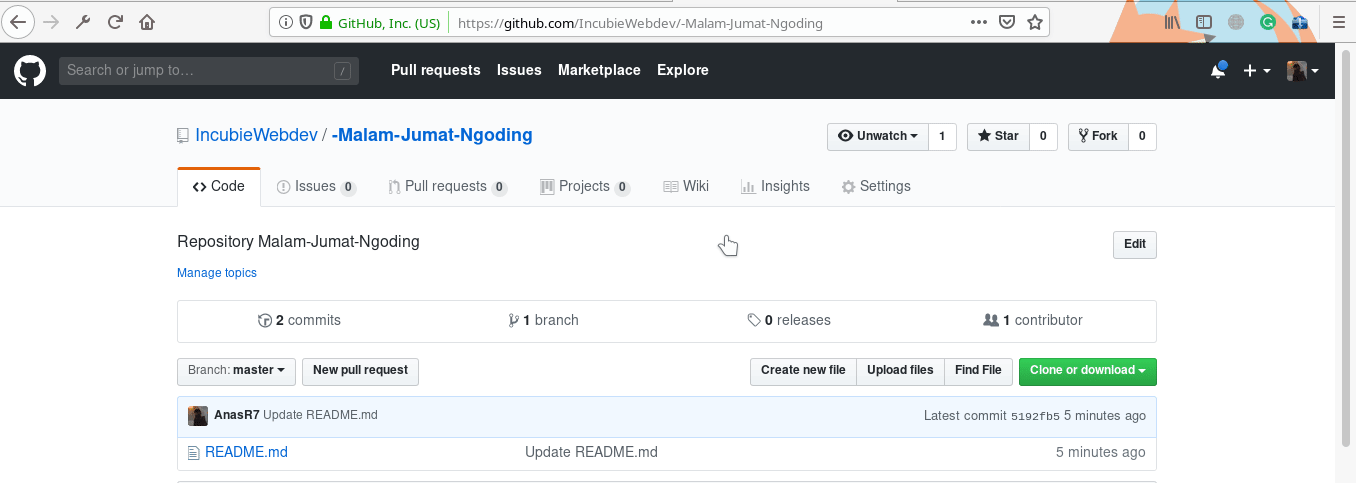 GitHub, Inc. (US) https://github.com/IncubieWebdev/-Malam-Jumat-Ngoding
Search or jump to… / Pull requests Issues Marketplace Explore
IncubieWebdev / -Malam-Jumat-Ngoding Unwatch 1 Star 0 Fork 0
Code Issues 0 Pull requests 0 Projects 0 Wiki Insights Settings
Repository Malam-Jumat-Ngoding Edit
Manage topics
2 commits 1 branch 0 releases 1 contributor
Branch: master New pull request Create new file Upload files Find File Clone or download
AnasR7 Update README.md Latest commit 5192fb5 5 minutes ago
README.md Update README.md 5 minutes ago